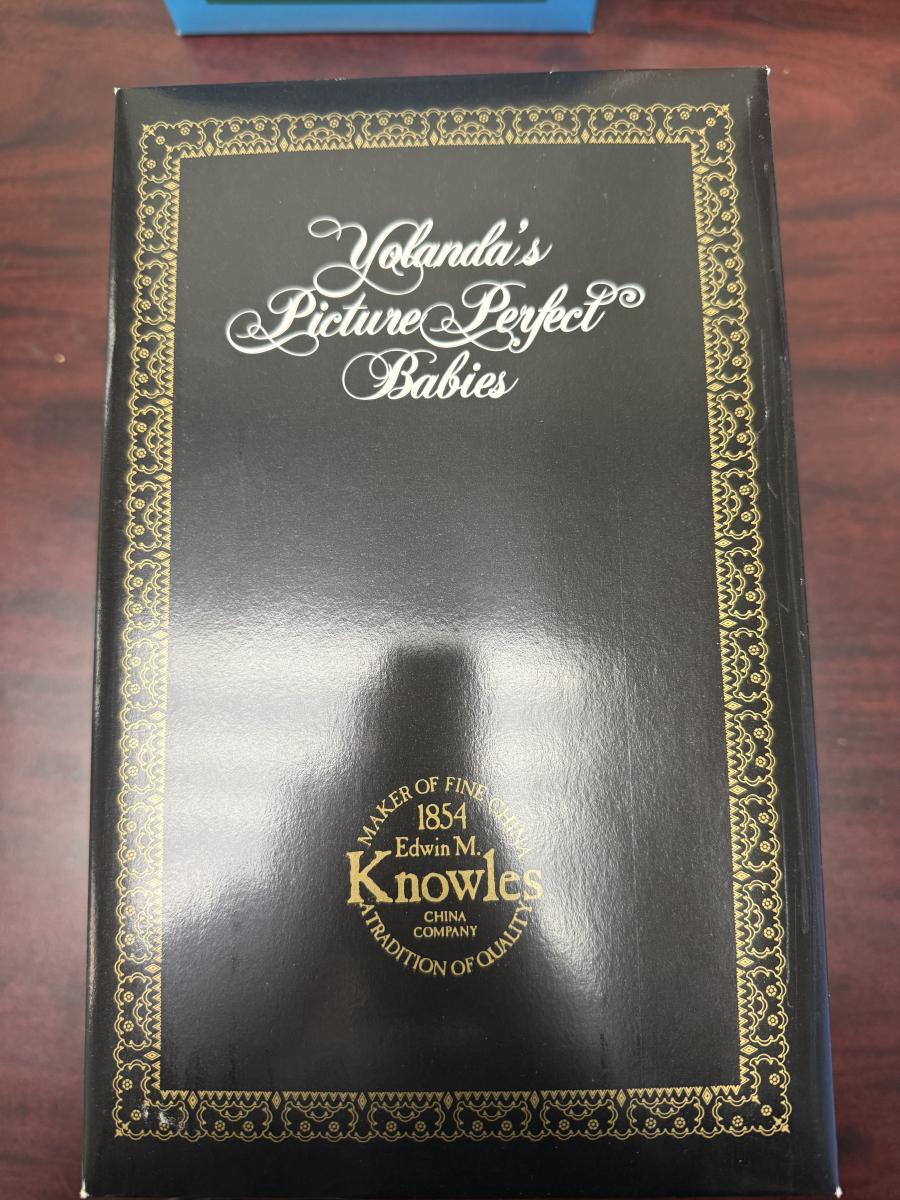 Yolanda's
Picture Perfect
Babies
MAKER OF FINE CHINA
1854
Edwin M.
Knowles
CHINA
COMPANY
A TRADITION OF QUALITY